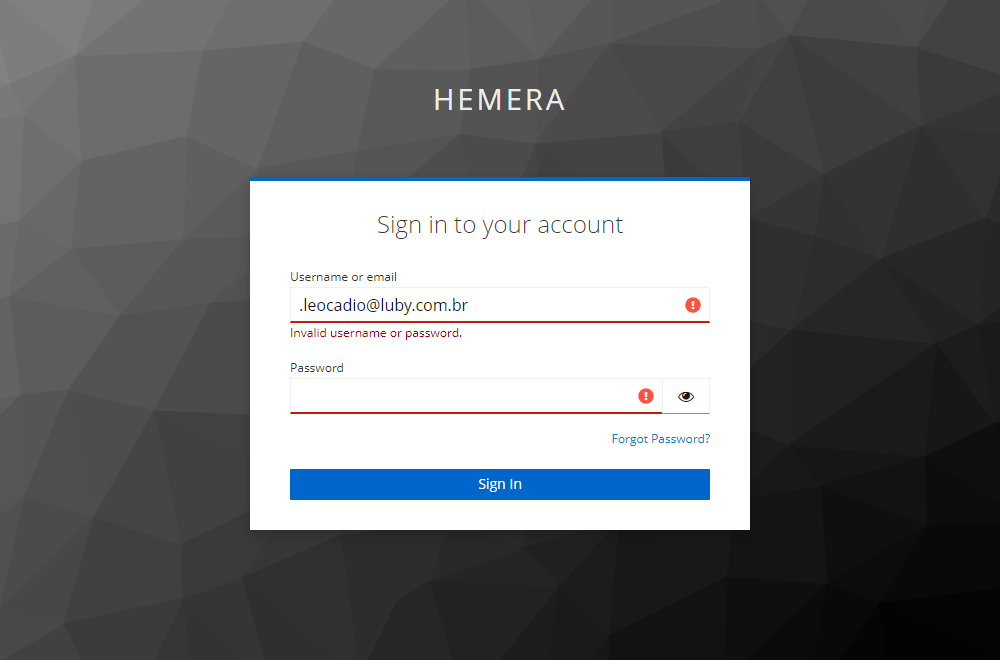 HEMERA
Sign in to your account
Username or email
.leocadio@luby.com.br
Invalid username or password.
Password
Forgot Password?
Sign In